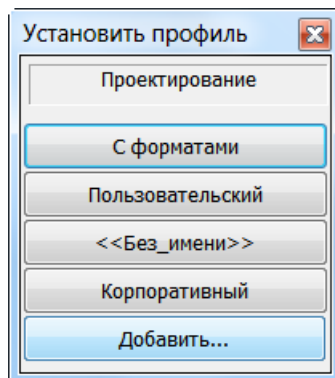 Установить профиль
Проектирование
С форматами
Пользовательский
<<Без_имени>>
Корпоративный
Добавить...